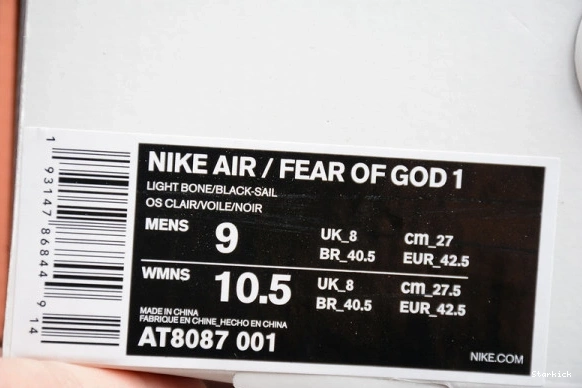 NIKE AIR / FEAR OF GOD 1
LIGHT BONE/BLACK-SAIL
OS CLAIR/VOILE/NOIR
MENS 9 UK_8 cm_27
BR_40.5 EUR_42.5
WMNS 10.5 UK_8 cm_27.5
BR_40.5 EUR_42.5
MADE IN CHINA
FABRIQUE EN CHINE_HECHO EN CHINA
AT8087 001
NIKE.COM
1 93147 86844 9 14
Starkick